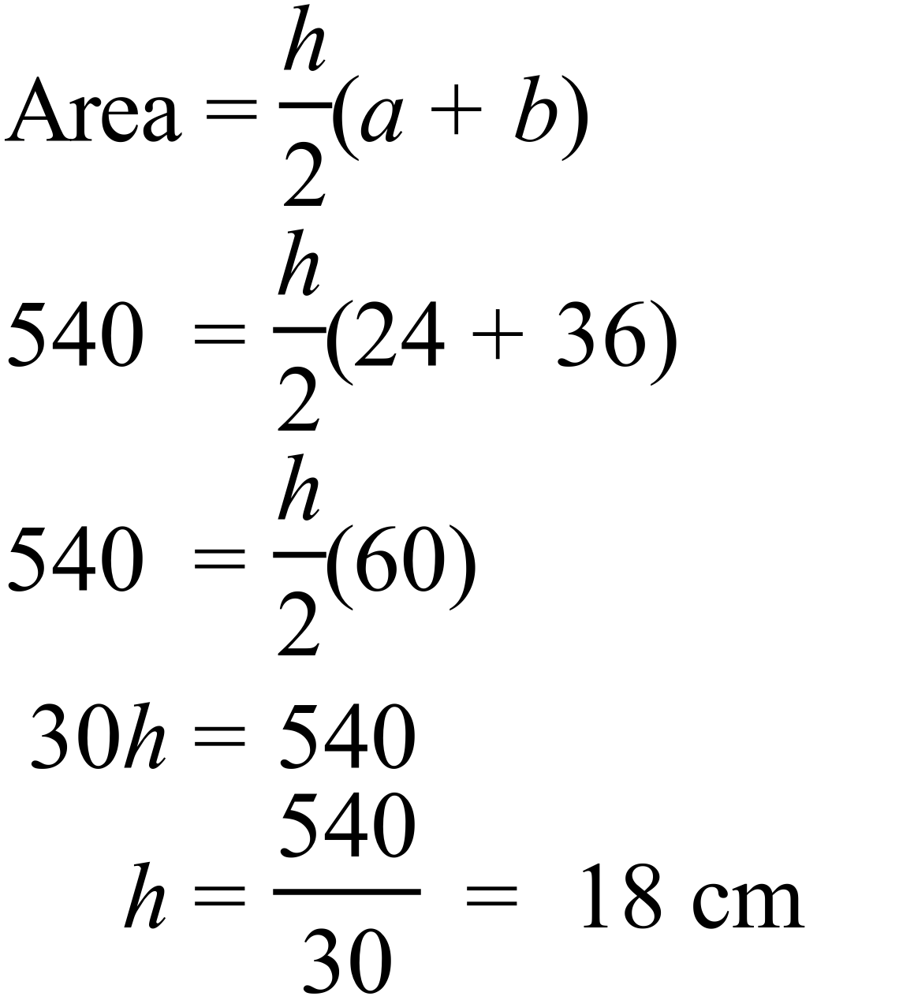 Area = h/2(a + b)
540 = h/2(24 + 36)
540 = h/2(60)
30h = 540
h = 540/30 = 18 cm